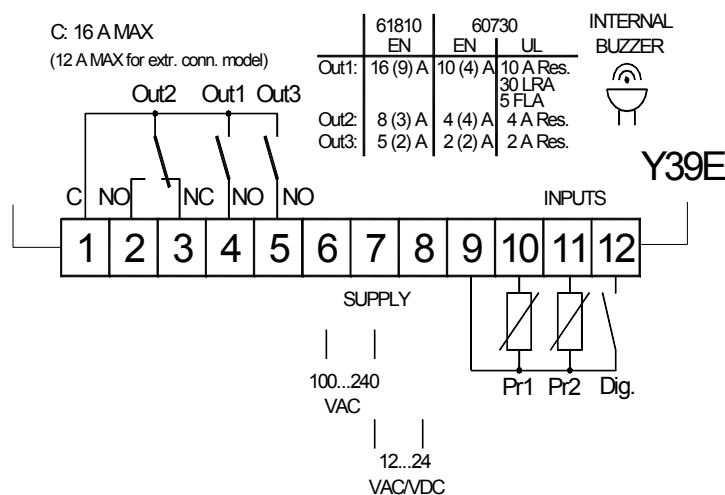 C: 16 A MAX
(12 A MAX for extr. conn. model)
61810 60730
EN EN UL
Out1: 16 (9) A 10 (4) A 10 A Res.
30 LRA
5 FLA
Out2: 8 (3) A 4 (4) A 4 A Res.
Out3: 5 (2) A 2 (2) A 2 A Res.
INTERNAL
BUZZER
Out2 Out1 Out3
Y39E
C NO NC NO NO INPUTS
1 2 3 4 5 6 7 8 9 10 11 12
SUPPLY
100...240
VAC
Pr1 Pr2 Dig.
12...24
VAC/VDC